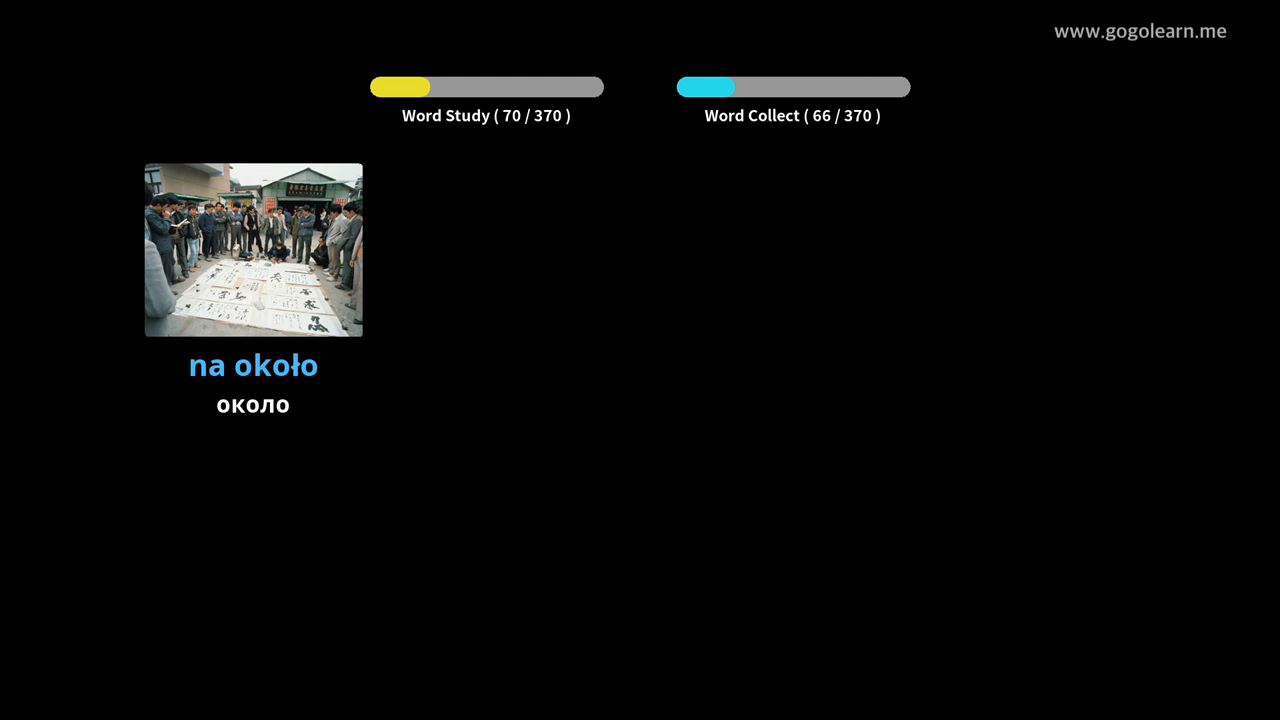 www.gogolearn.me
Word Study ( 70 / 370 )
Word Collect ( 66 / 370 )
na około
около